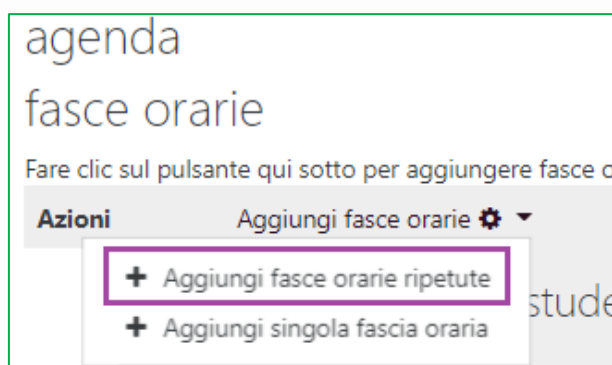 agenda
fasce orarie
Fare clic sul pulsante qui sotto per aggiungere fasce
Azioni Aggiungi fasce orarie
+ Aggiungi fasce orarie ripetute
+ Aggiungi singola fascia oraria